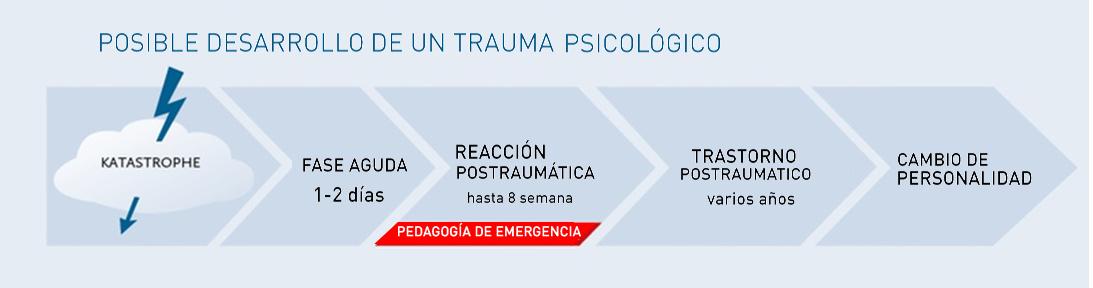 POSIBLE DESARROLLO DE UN TRAUMA PSICOLÓGICO
KATASTROPHE
FASE AGUDA
1-2 días
REACCIÓN
POSTRAUMÁTICA
hasta 8 semana
PEDAGOGÍA DE EMERGENCIA
TRASTORNO
POSTRAUMATICO
varios años
CAMBIO DE
PERSONALIDAD